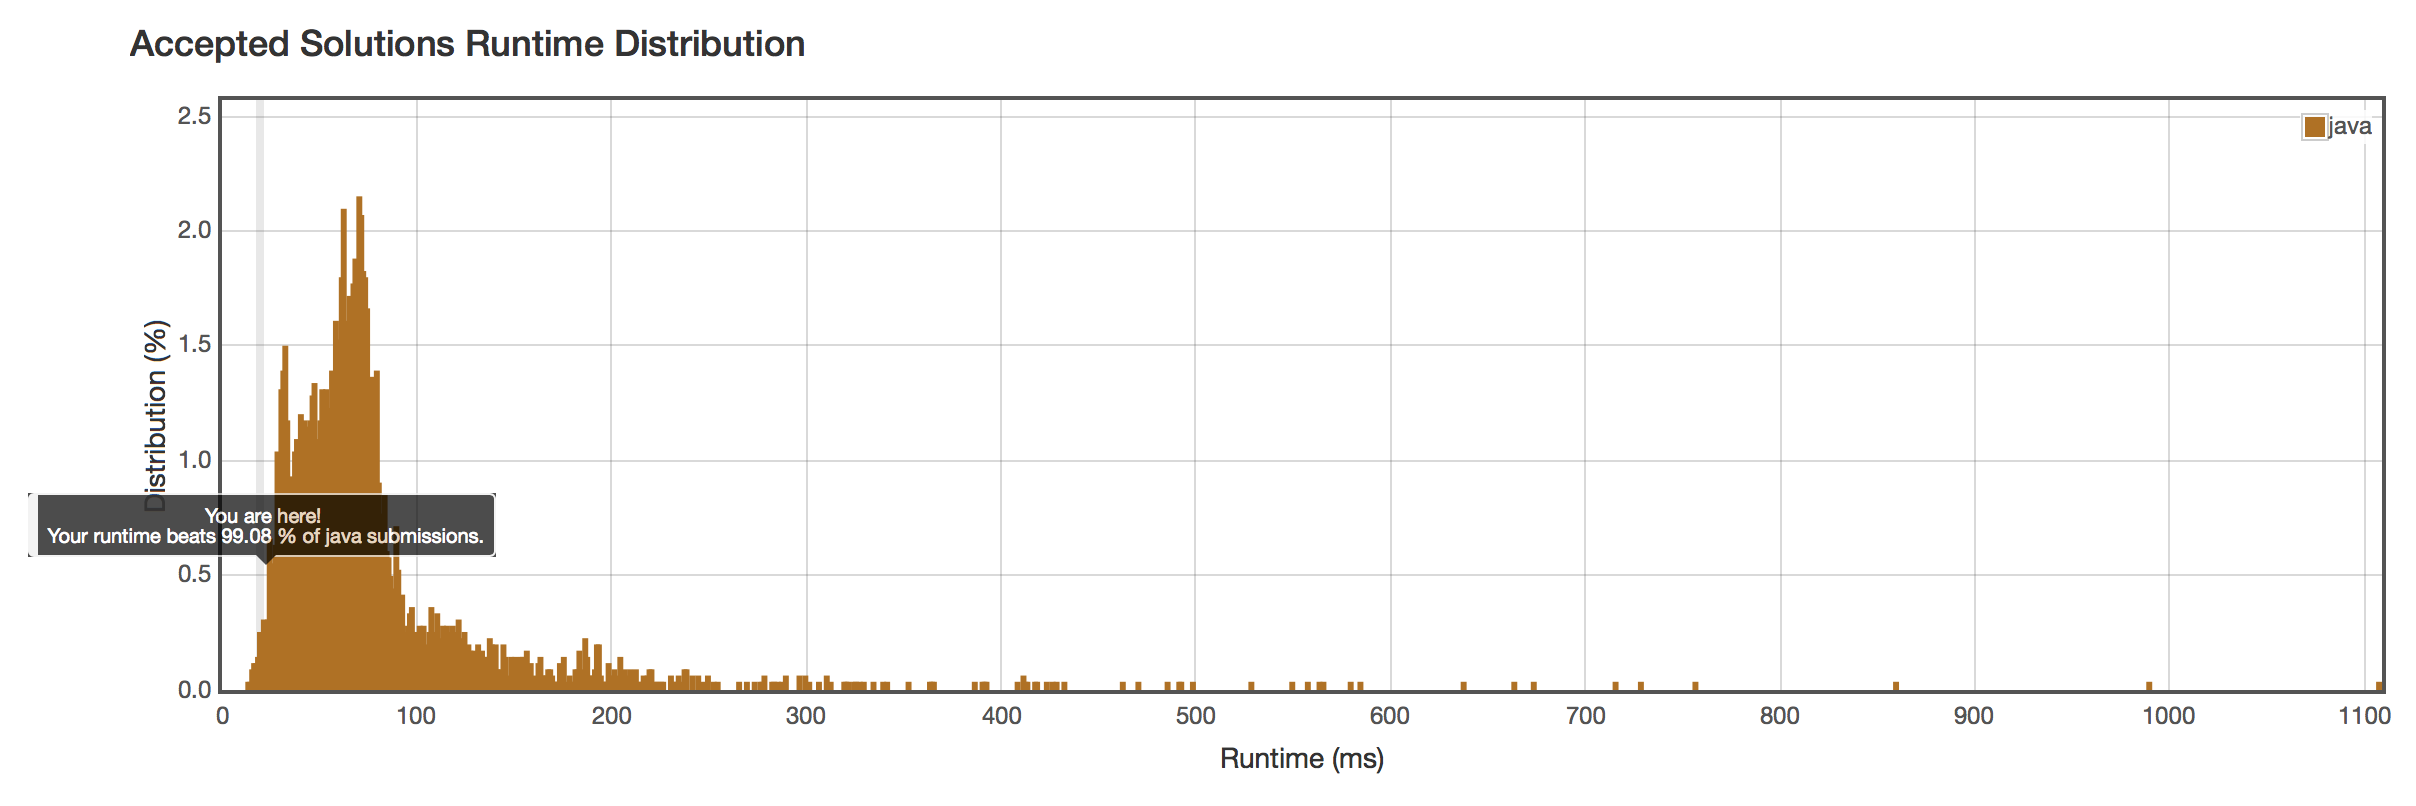 Accepted Solutions Runtime Distribution
2.5
java
2.0
Distribution (%)
1.5
1.0
You are here!
Your runtime beats 99.08 % of java submissions.
0.5
0.0
0 100 200 300 400 500 600 700 800 900 1000 1100
Runtime (ms)